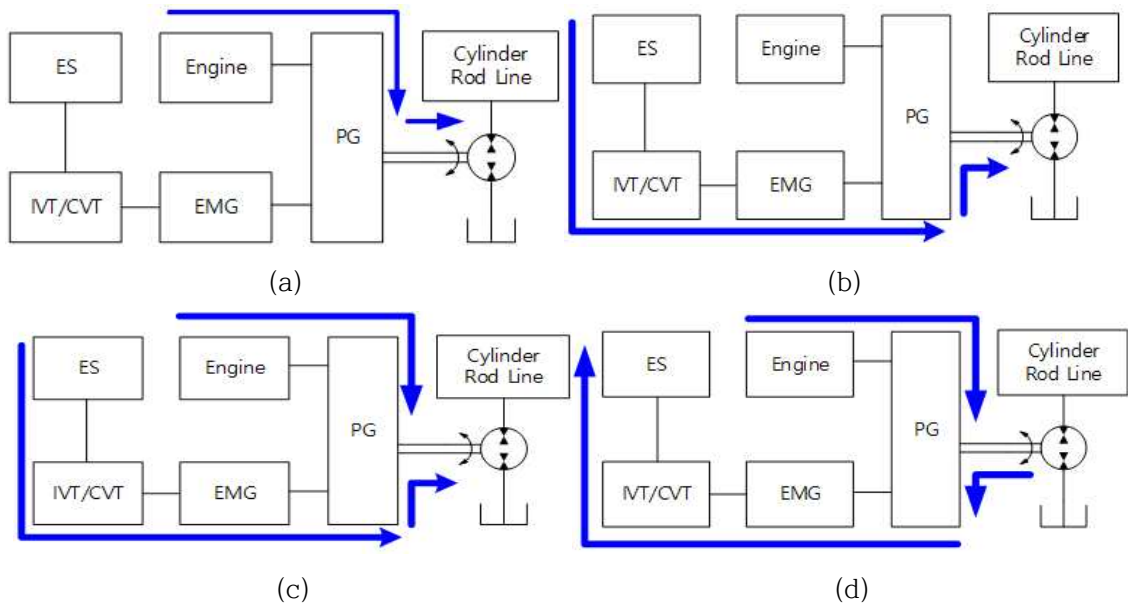 ES
Engine
PG
Cylinder
Rod Line
IVT/CVT
EMG
(a)
ES
Engine
PG
Cylinder
Rod Line
IVT/CVT
EMG
(b)
ES
Engine
PG
Cylinder
Rod Line
IVT/CVT
EMG
(c)
ES
Engine
PG
Cylinder
Rod Line
IVT/CVT
EMG
(d)